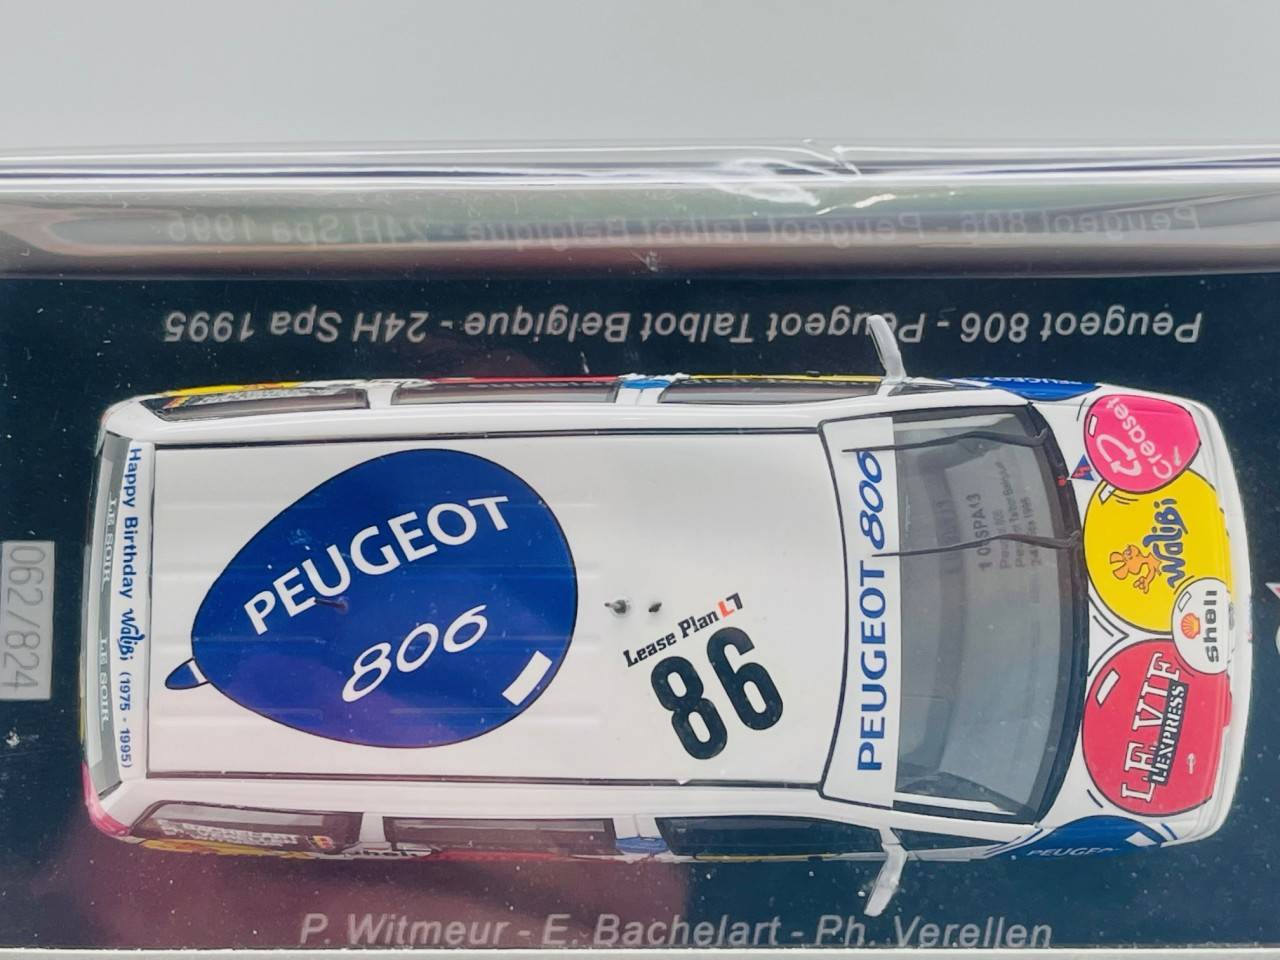 Peugeot 806 - Peugeot Talbot Belgique - 24H Spa 1995
Peugeot 806 - Peugeot Talbot Belgique - 24H Spa 1995
PEUGEOT
Crease
Walibi
Shell
LE VIF
L'EXPRESS
PEUGEOT
PEUGEOT 806
Lease Plan
86
PEUGEOT
806
Happy Birthday Walibi (1975 - 1995)
LE SOIR
LE SOIR
062/824
P. Witmeur - E. Bachelart - Ph. Verellen